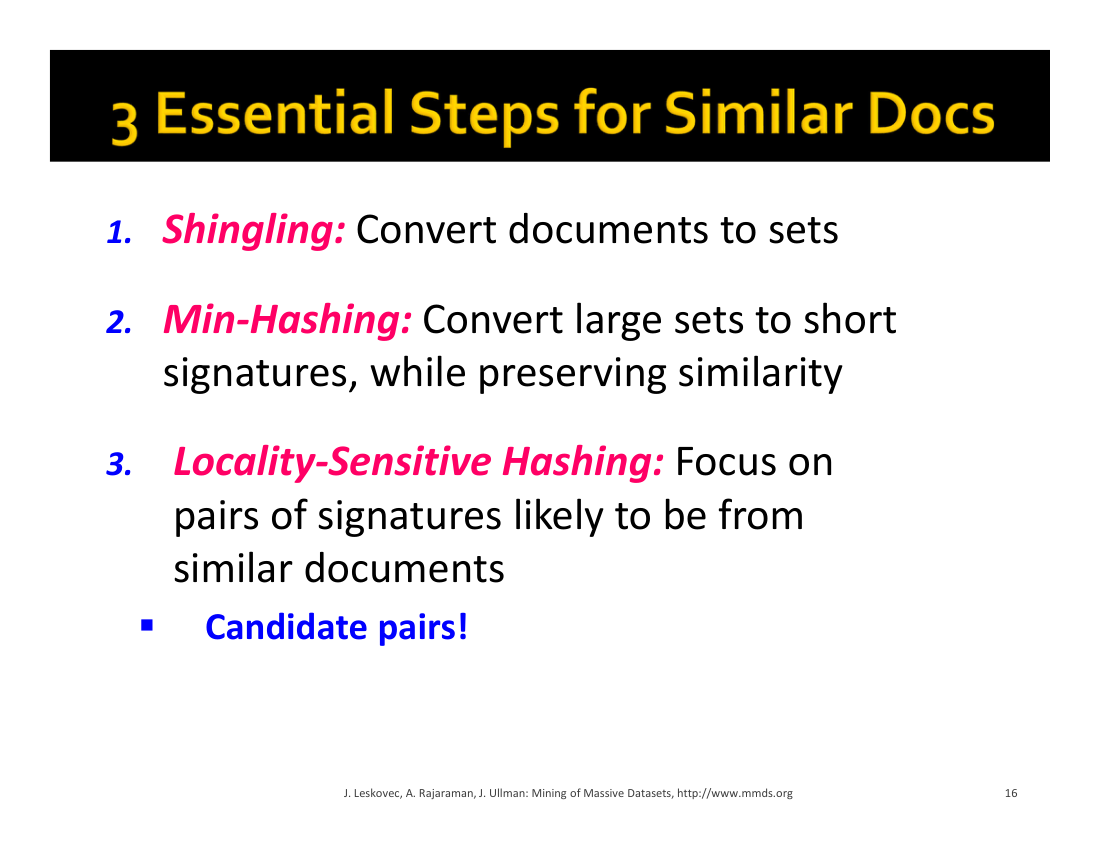 3 Essential Steps for Similar Docs
1. Shingling: Convert documents to sets
2. Min-Hashing: Convert large sets to short
signatures, while preserving similarity
3. Locality-Sensitive Hashing: Focus on
pairs of signatures likely to be from
similar documents
▪ Candidate pairs!
J. Leskovec, A. Rajaraman, J. Ullman: Mining of Massive Datasets, http://www.mmds.org 16